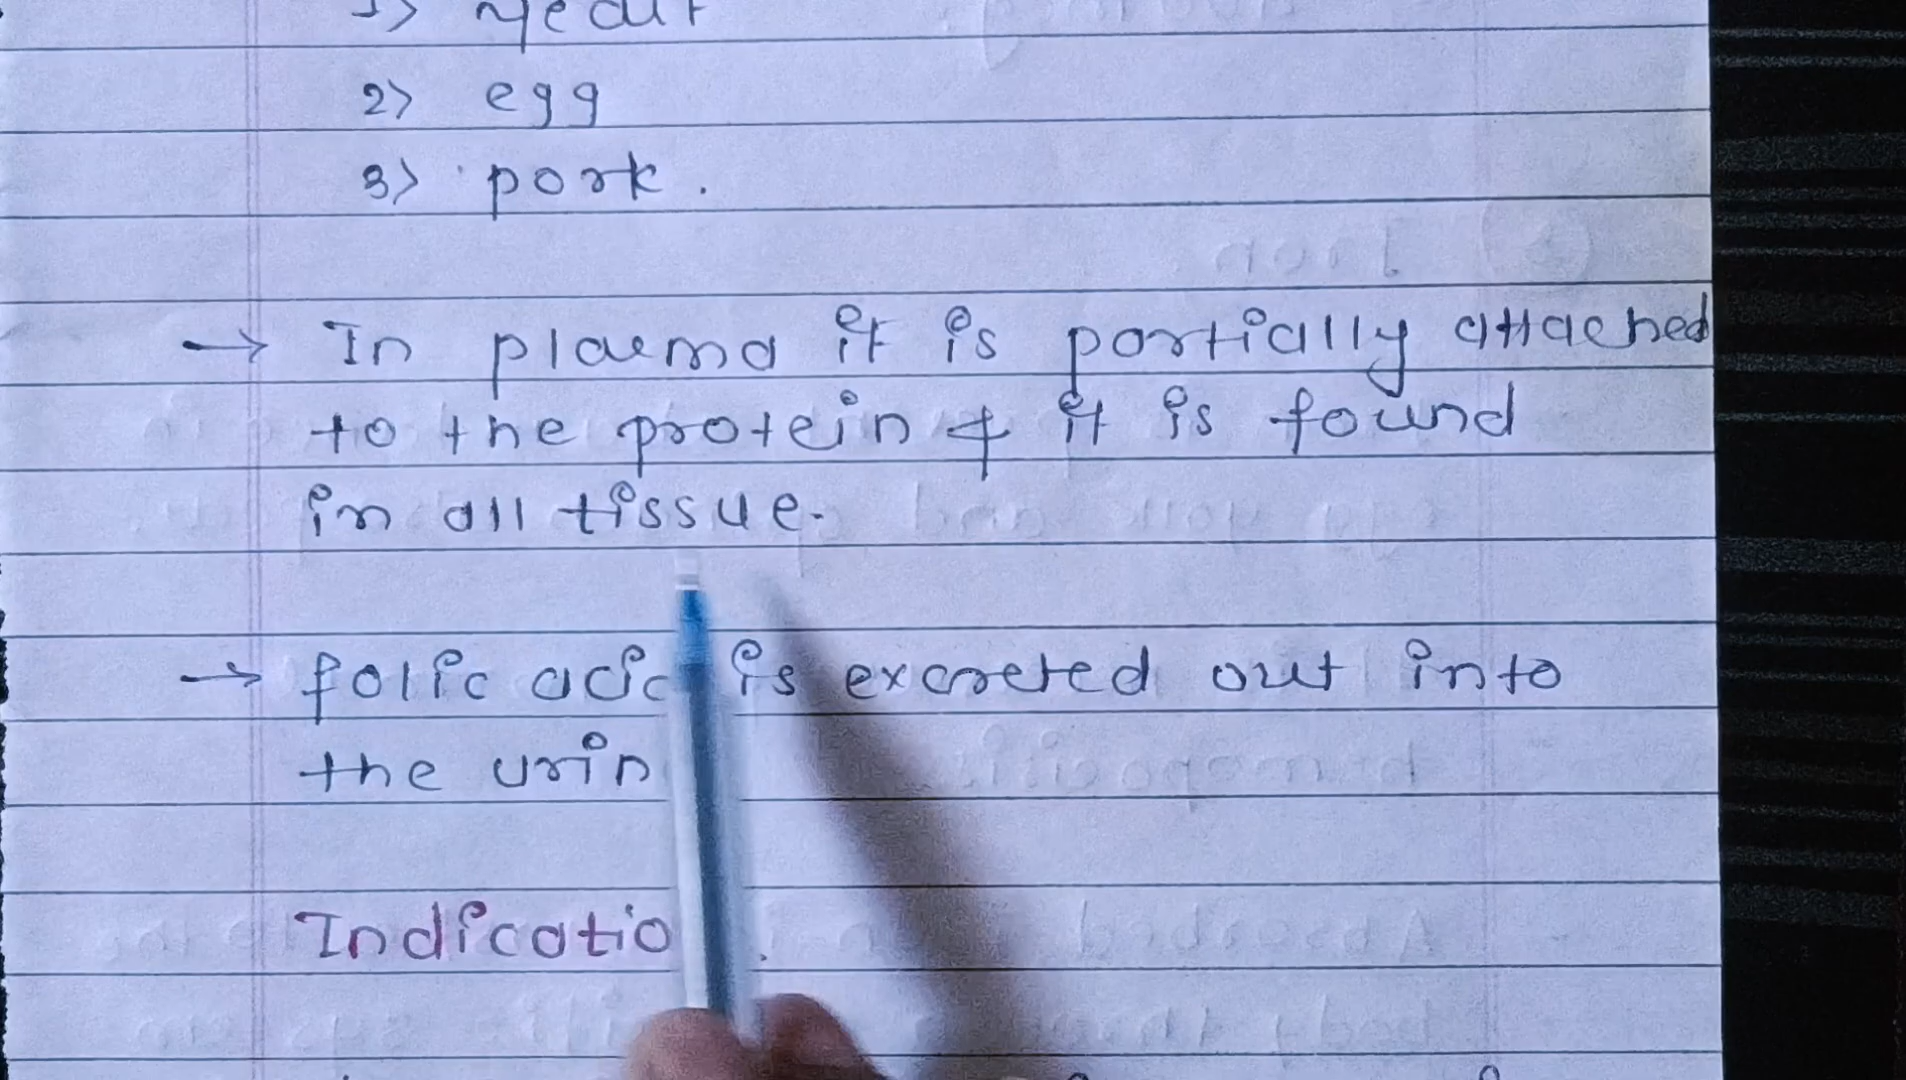 2) egg
3) pork.
→ In plasma it is partially attached
to the protein & it is found
in all tissue.
→ folic acid is excreted out into
the urin
Indicatio